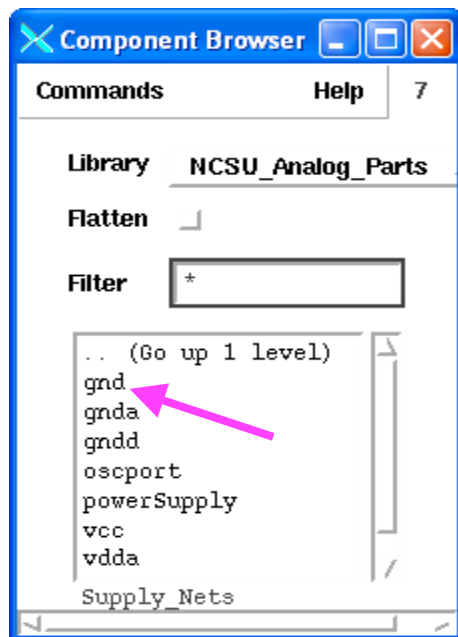 Component Browser
Commands Help 7
Library NCSU_Analog_Parts
Flatten
Filter *
.. (Go up 1 level)
gnd
gnda
gndd
oscport
powerSupply
vcc
vdda
Supply_Nets